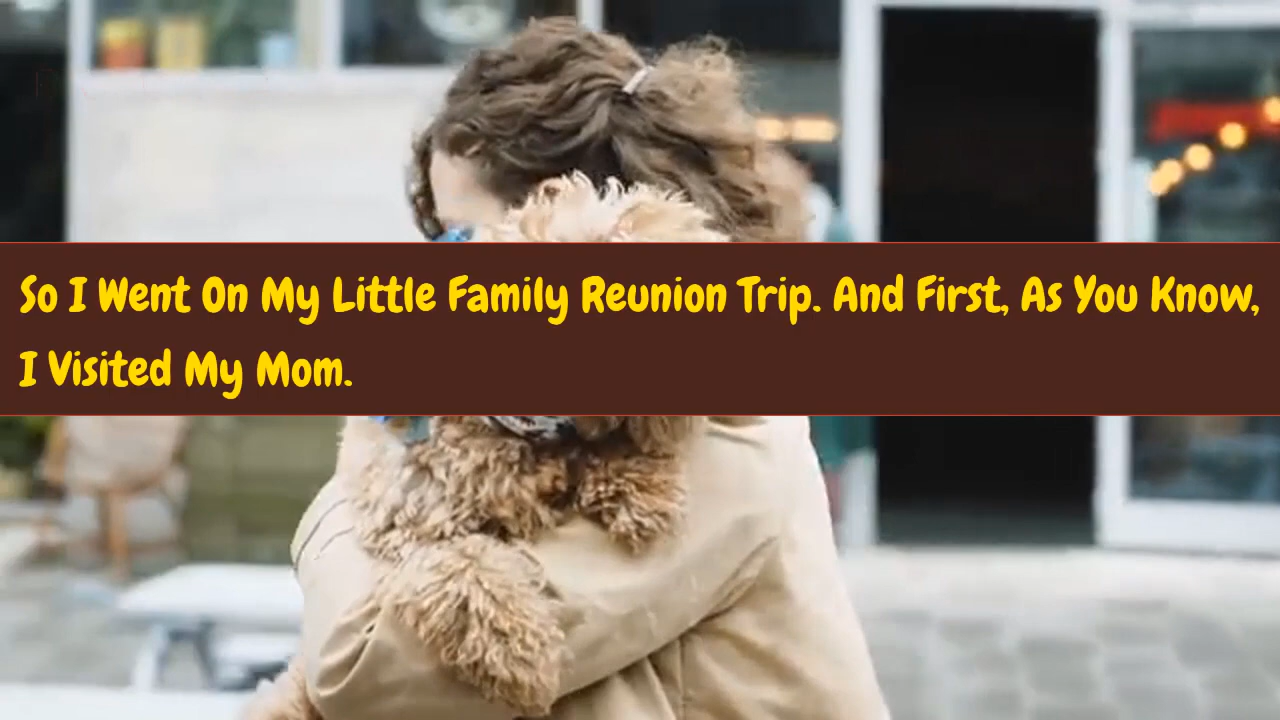 So I Went On My Little Family Reunion Trip. And First, As You Know,
I Visited My Mom.